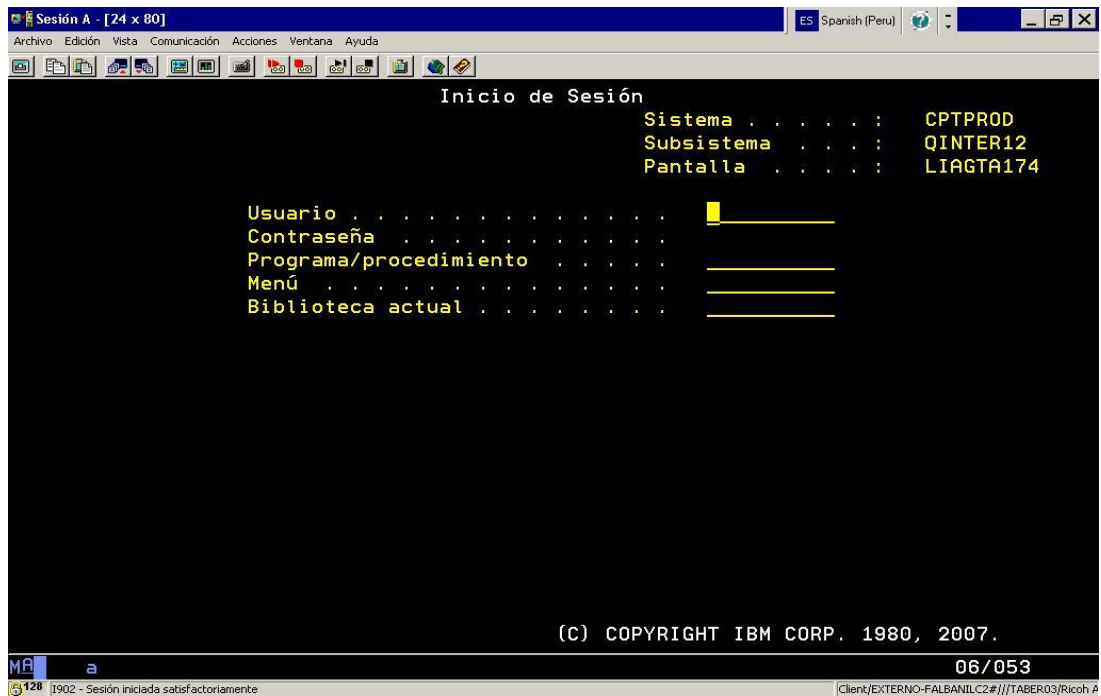 Sesión A - [24 x 80]
ES Spanish (Peru)
Archivo Edición Vista Comunicación Acciones Ventana Ayuda
Inicio de Sesión
Sistema . . . . . : CPTPROD
Subsistema . . . : QINTER12
Pantalla . . . . : LIAGTA174
Usuario . . . . . . . . . . . . .
Contraseña . . . . . . . . . . .
Programa/procedimiento . . . . .
Menú . . . . . . . . . . . . . .
Biblioteca actual . . . . . . . .
(C) COPYRIGHT IBM CORP. 1980, 2007.
MA a 06/053
128 I902 - Sesión iniciada satisfactoriamente
Client/EXTERNO-FALBANILC2#///TABER03/Ricoh A